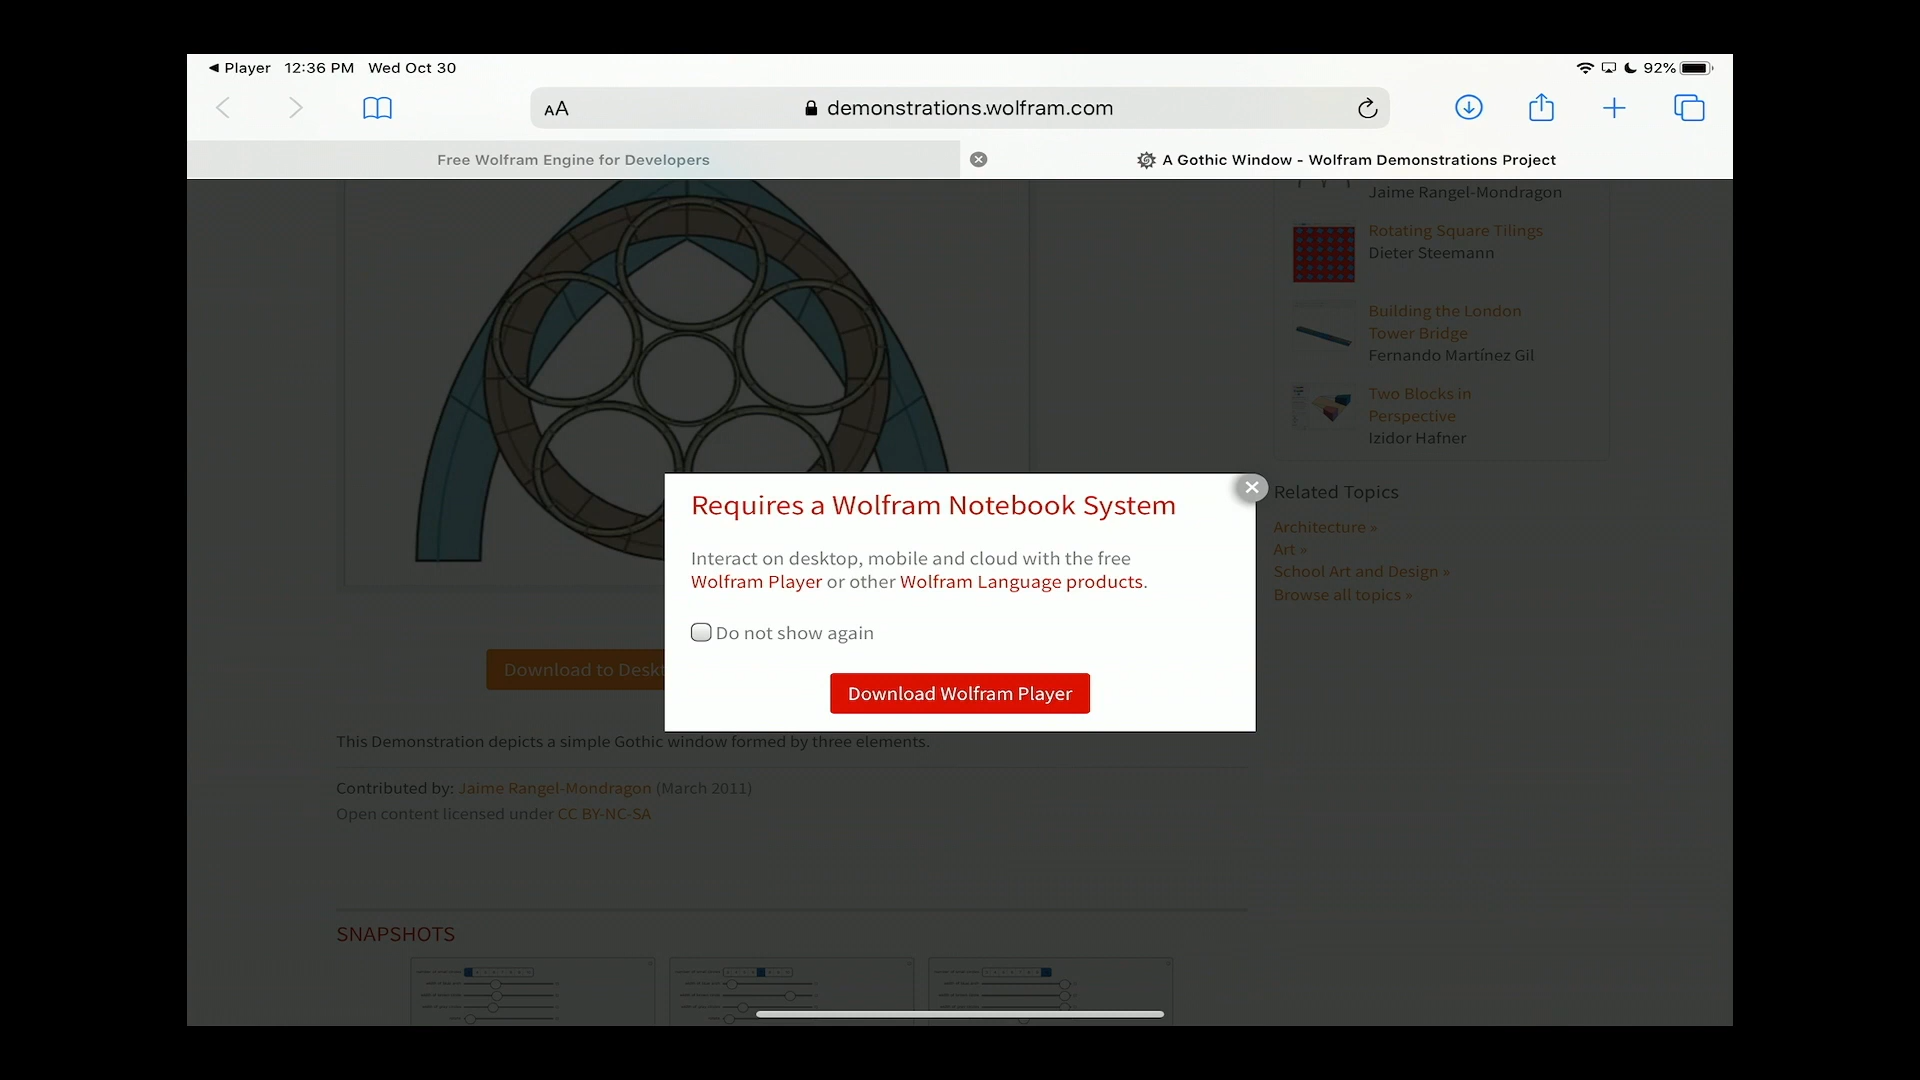 ◀ Player 12:36 PM Wed Oct 30
92%
AA
demonstrations.wolfram.com
Free Wolfram Engine for Developers
A Gothic Window - Wolfram Demonstrations Project
Jaime Rangel-Mondragon
Rotating Square Tilings
Dieter Steemann
Building the London
Tower Bridge
Fernando Martínez Gil
Two Blocks in
Perspective
Izidor Hafner
Related Topics
Architecture »
Art »
School Art and Design »
Browse all topics »
Requires a Wolfram Notebook System
Interact on desktop, mobile and cloud with the free
Wolfram Player or other Wolfram Language products.
Do not show again
Download Wolfram Player
Download to Deskt
This Demonstration depicts a simple Gothic window formed by three elements.
Contributed by: Jaime Rangel-Mondragon (March 2011)
Open content licensed under CC BY-NC-SA
SNAPSHOTS